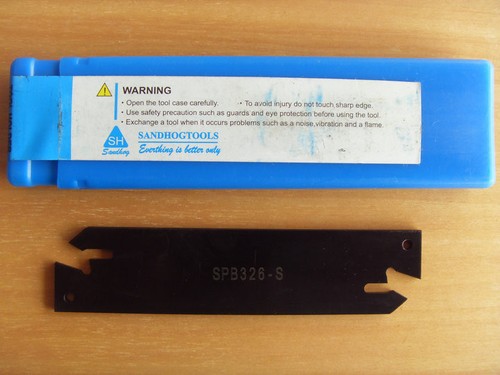 WARNING
• Open the tool case carefully. • To avoid injury do not touch sharp edge.
• Use safety precaution such as guards and eye protection before using the tool.
• Exchange a tool when it occurs problems such as a noise,vibration and a flame.
SH
Sandhog
SANDHOGTOOLS
Everthing is better only
SPB326-S